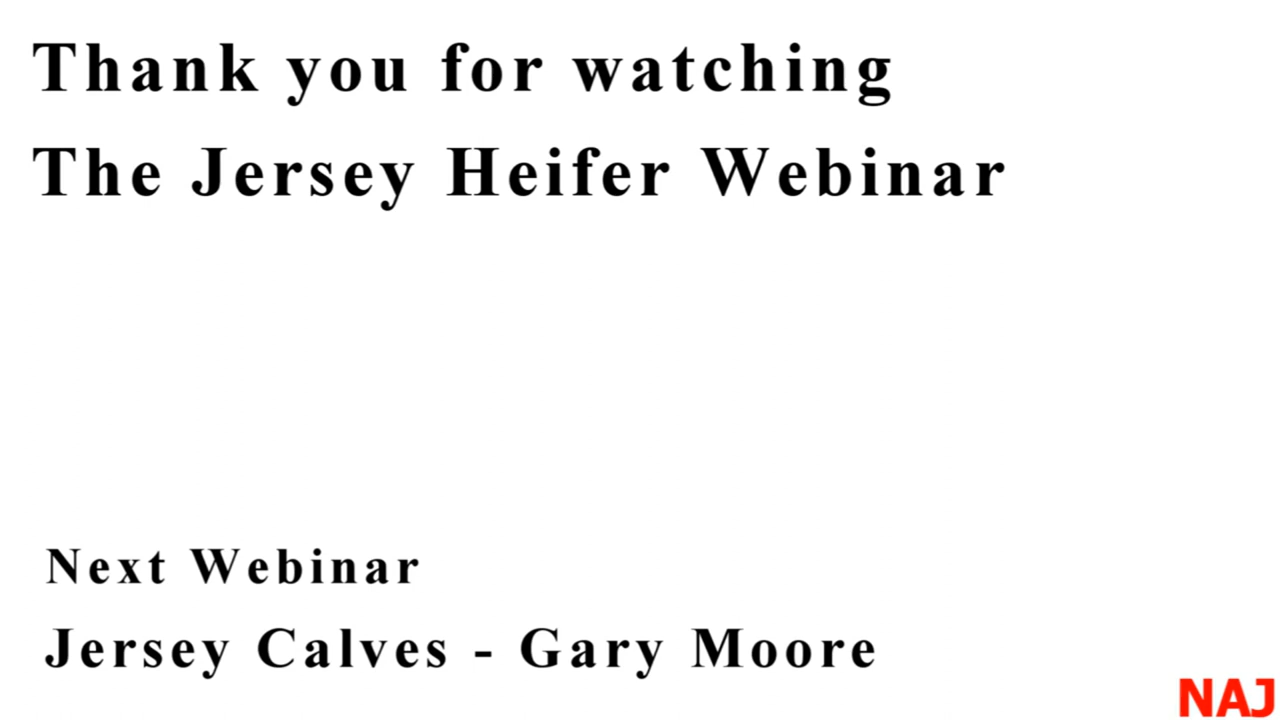 Thank you for watching
The Jersey Heifer Webinar
Next Webinar
Jersey Calves - Gary Moore
NAJ